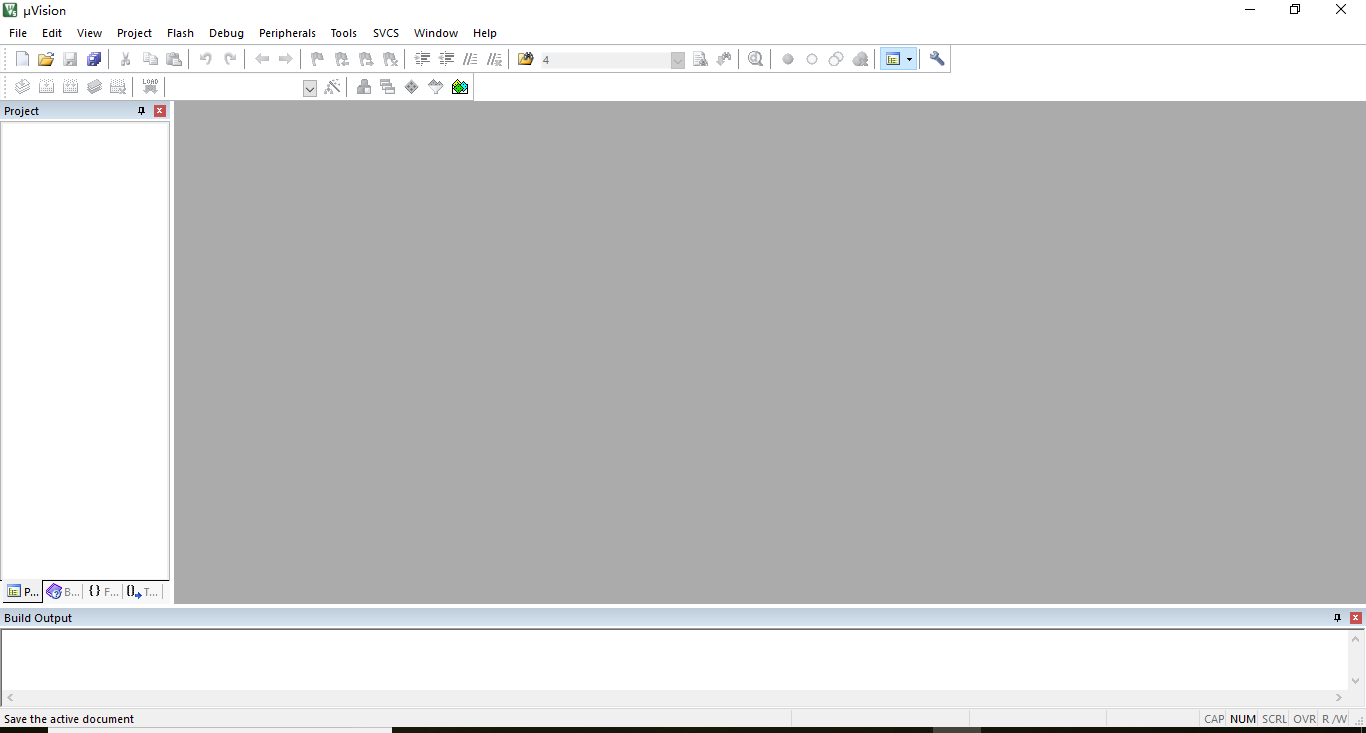 µVision
File Edit View Project Flash Debug Peripherals Tools SVCS Window Help
4
LOAD
Project
P... B... {} F... {} T...
Build Output
Save the active document
CAP NUM SCRL OVR R /W